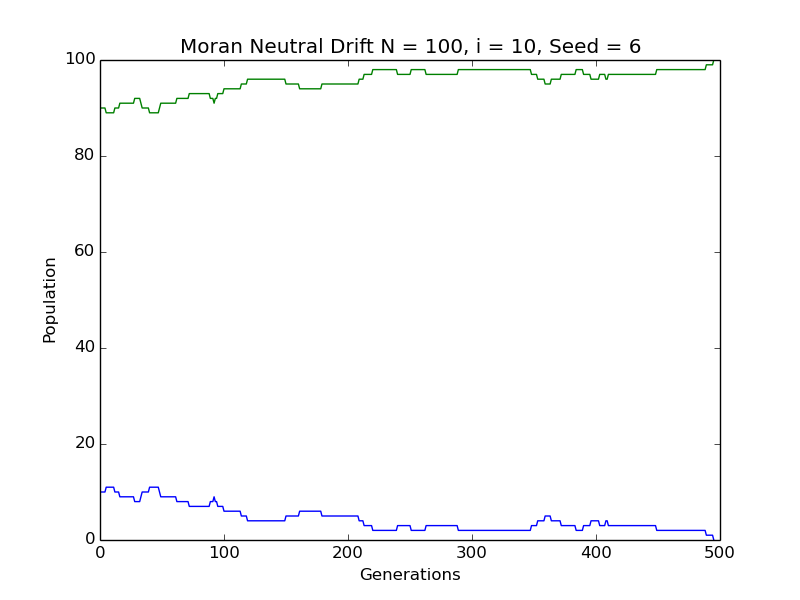 Moran Neutral Drift N = 100, i = 10, Seed = 6
100
80
60
40
20
0
Population
0 100 200 300 400 500
Generations